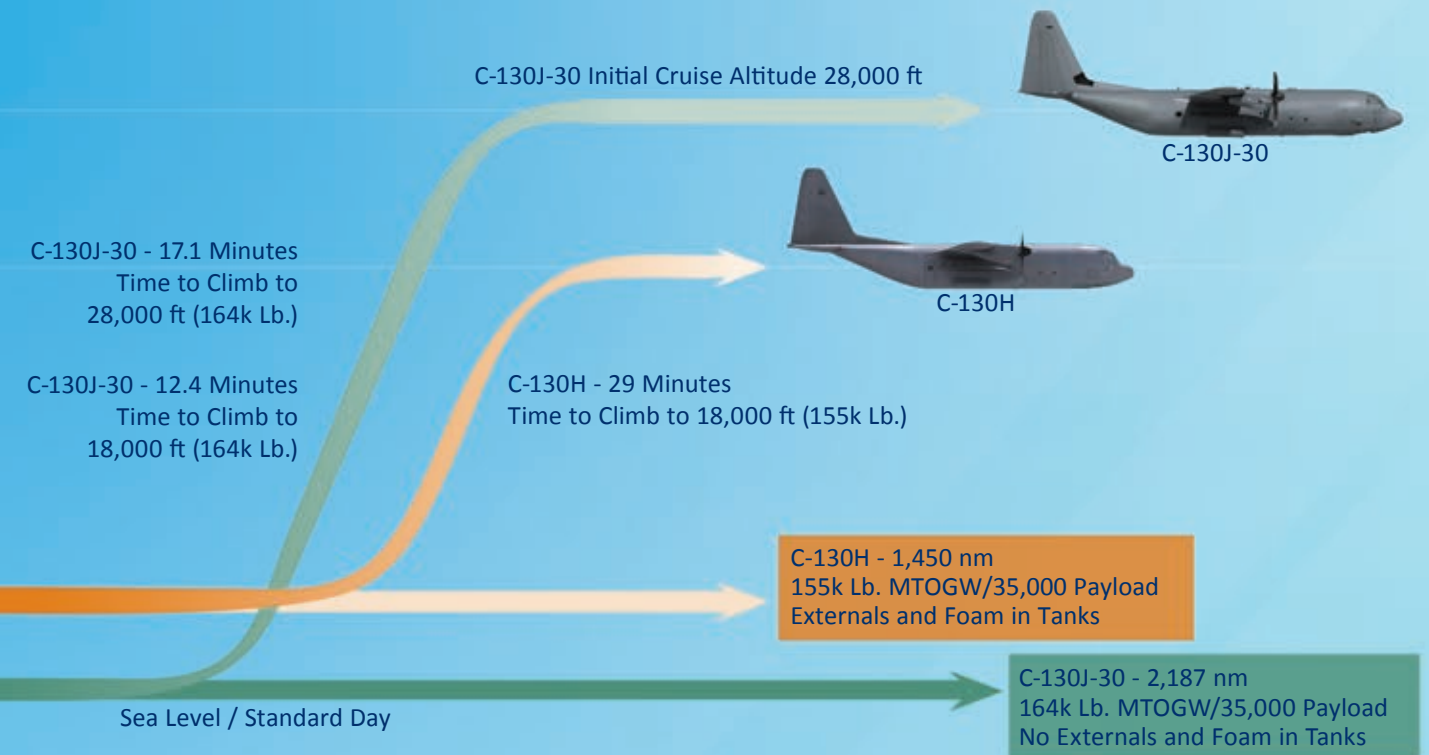 C-130J-30 Initial Cruise Altitude 28,000 ft
C-130J-30
C-130J-30 - 17.1 Minutes
Time to Climb to
28,000 ft (164k Lb.)
C-130H
C-130J-30 - 12.4 Minutes
Time to Climb to
18,000 ft (164k Lb.)
C-130H - 29 Minutes
Time to Climb to 18,000 ft (155k Lb.)
C-130H - 1,450 nm
155k Lb. MTOGW/35,000 Payload
Externals and Foam in Tanks
C-130J-30 - 2,187 nm
164k Lb. MTOGW/35,000 Payload
No Externals and Foam in Tanks
Sea Level / Standard Day